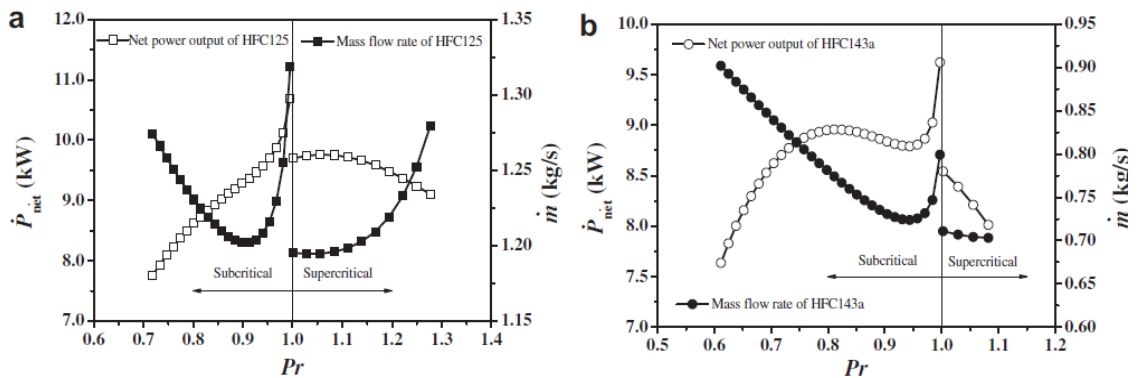 a
12.0
11.0
10.0
9.0
8.0
7.0
Ṗnet (kW)
Net power output of HFC125
Mass flow rate of HFC125
1.35
1.30
1.25
1.20
1.15
ṁ (kg/s)
Subcritical
Supercritical
0.6 0.7 0.8 0.9 1.0 1.1 1.2 1.3 1.4
Pr
b
10.0
9.5
9.0
8.5
8.0
7.5
7.0
Ṗnet (kW)
Net power output of HFC143a
0.95
0.90
0.85
0.80
0.75
0.70
0.65
0.60
ṁ (kg/s)
Subcritical
Supercritical
Mass flow rate of HFC143a
0.5 0.6 0.7 0.8 0.9 1.0 1.1 1.2
Pr